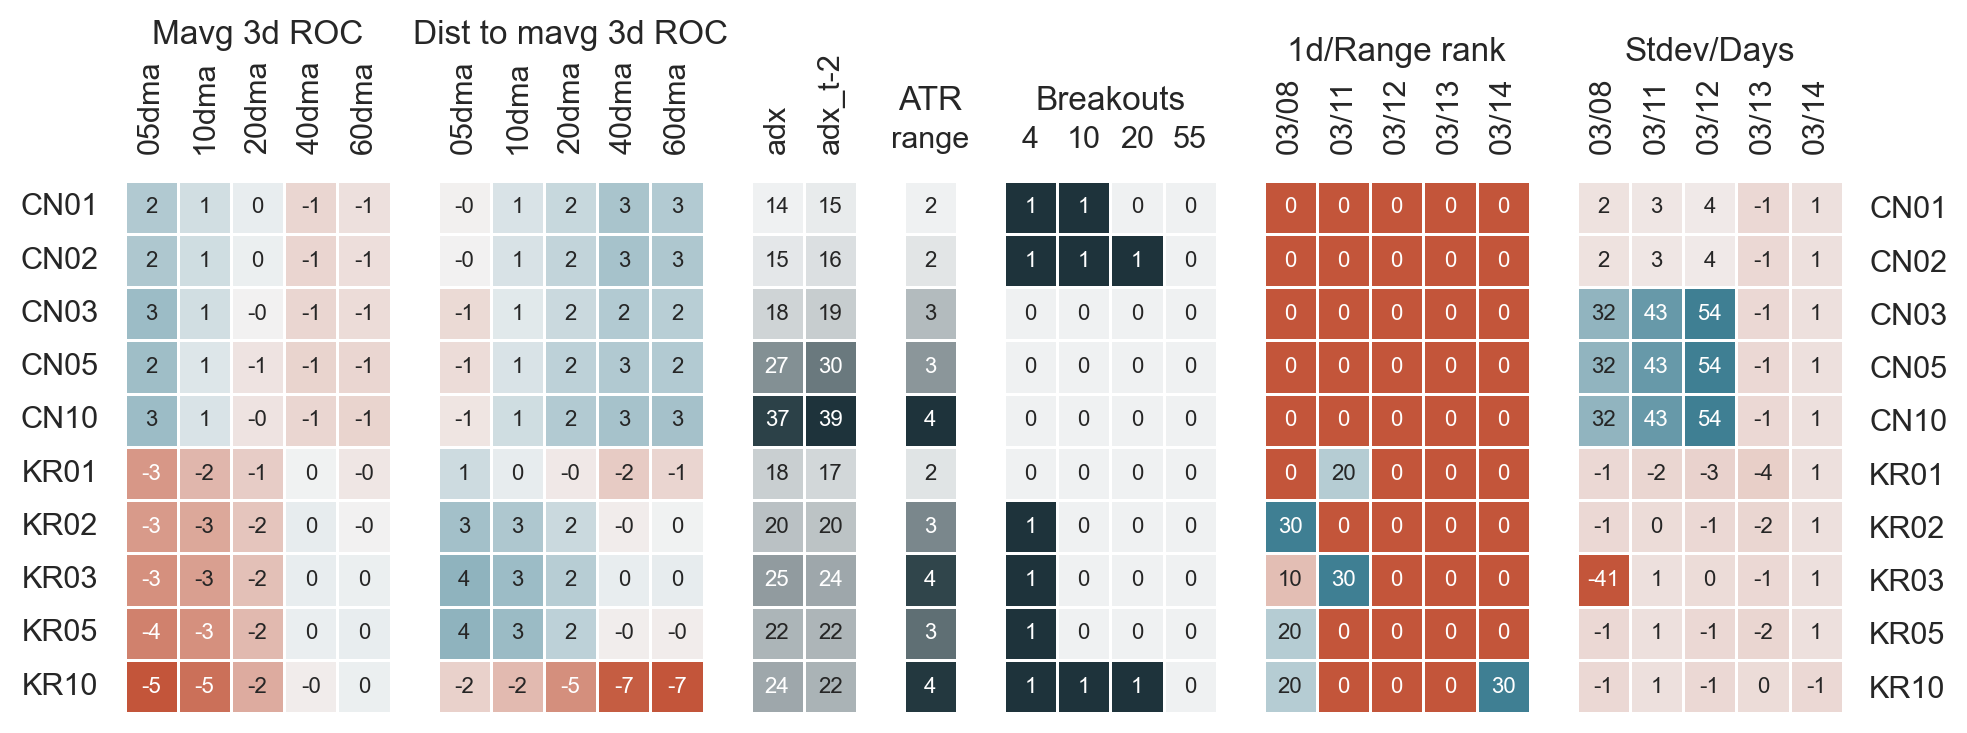 Mavg 3d ROC Dist to mavg 3d ROC 1d/Range rank Stdev/Days
ATR Breakouts
05dma 10dma 20dma 40dma 60dma 05dma 10dma 20dma 40dma 60dma adx adx_t-2 range 4 10 20 55 03/08 03/11 03/12 03/13 03/14 03/08 03/11 03/12 03/13 03/14
CN01 2 1 0 -1 -1 -0 1 2 3 3 14 15 2 1 1 0 0 0 0 0 0 0 2 3 4 -1 1 CN01
CN02 2 1 0 -1 -1 -0 1 2 3 3 15 16 2 1 1 1 0 0 0 0 0 0 2 3 4 -1 1 CN02
CN03 3 1 -0 -1 -1 -1 1 2 2 2 18 19 3 0 0 0 0 0 0 0 0 0 32 43 54 -1 1 CN03
CN05 2 1 -1 -1 -1 -1 1 2 3 2 27 30 3 0 0 0 0 0 0 0 0 0 32 43 54 -1 1 CN05
CN10 3 1 -0 -1 -1 -1 1 2 3 3 37 39 4 0 0 0 0 0 0 0 0 0 32 43 54 -1 1 CN10
KR01 -3 -2 -1 0 -0 1 0 -0 -2 -1 18 17 2 0 0 0 0 0 20 0 0 0 -1 -2 -3 -4 1 KR01
KR02 -3 -3 -2 0 -0 3 3 2 -0 0 20 20 3 1 0 0 0 30 0 0 0 0 -1 0 -1 -2 1 KR02
KR03 -3 -3 -2 0 0 4 3 2 0 0 25 24 4 1 0 0 0 10 30 0 0 0 -41 1 0 -1 1 KR03
KR05 -4 -3 -2 0 0 4 3 2 -0 -0 22 22 3 1 0 0 0 20 0 0 0 0 -1 1 -1 -2 1 KR05
KR10 -5 -5 -2 -0 0 -2 -2 -5 -7 -7 24 22 4 1 1 1 0 20 0 0 0 30 -1 1 -1 0 -1 KR10